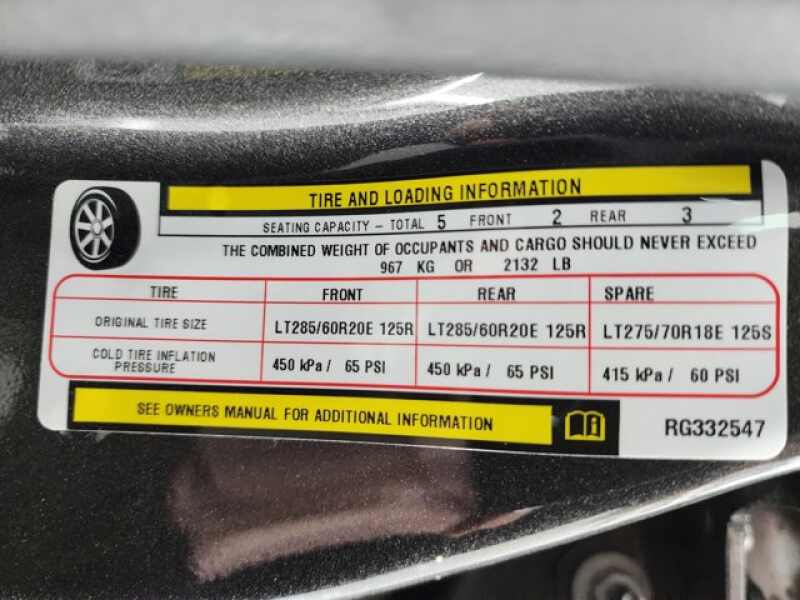 TIRE AND LOADING INFORMATION
SEATING CAPACITY – TOTAL 5 FRONT 2 REAR 3
THE COMBINED WEIGHT OF OCCUPANTS AND CARGO SHOULD NEVER EXCEED
967 KG OR 2132 LB
TIRE FRONT REAR SPARE
ORIGINAL TIRE SIZE LT285/60R20E 125R LT285/60R20E 125R LT275/70R18E 125S
COLD TIRE INFLATION PRESSURE 450 kPa / 65 PSI 450 kPa / 65 PSI 415 kPa / 60 PSI
SEE OWNERS MANUAL FOR ADDITIONAL INFORMATION
RG332547